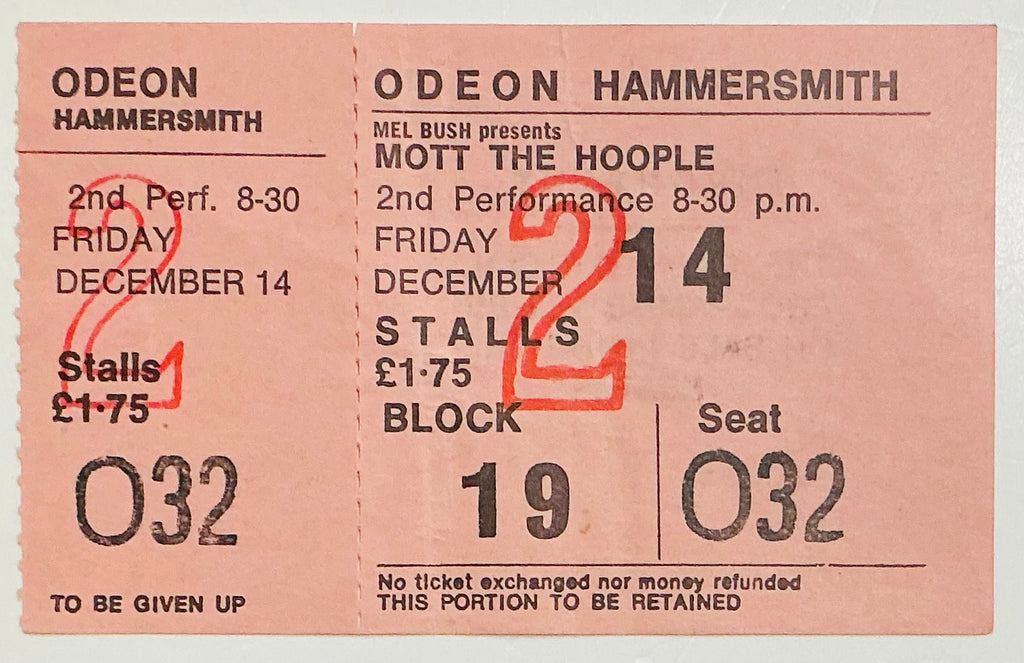 ODEON
HAMMERSMITH
2nd Perf. 8-30
FRIDAY
DECEMBER 14
2
Stalls
£1·75
O32
TO BE GIVEN UP
ODEON HAMMERSMITH
MEL BUSH presents
MOTT THE HOOPLE
2nd Performance 8-30 p.m.
FRIDAY
DECEMBER 14
2
STALLS
£1·75
BLOCK Seat
19 O32
No ticket exchanged nor money refunded
THIS PORTION TO BE RETAINED